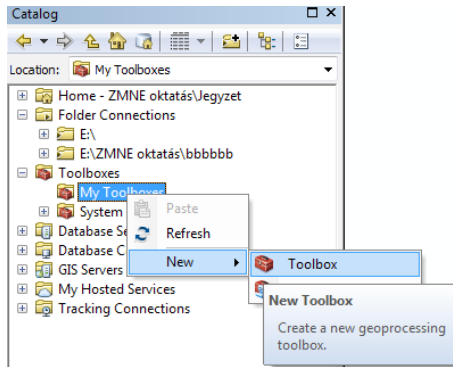 Catalog
Location: My Toolboxes
Home - ZMNE oktatás\Jegyzet
Folder Connections
E:\
E:\ZMNE oktatás\bbbbbb
Toolboxes
My Toolboxes
System
Paste
Database Se
Refresh
Database C
GIS Servers
New
Toolbox
My Hosted Services
New Toolbox
Tracking Connections
Create a new geoprocessing
toolbox.